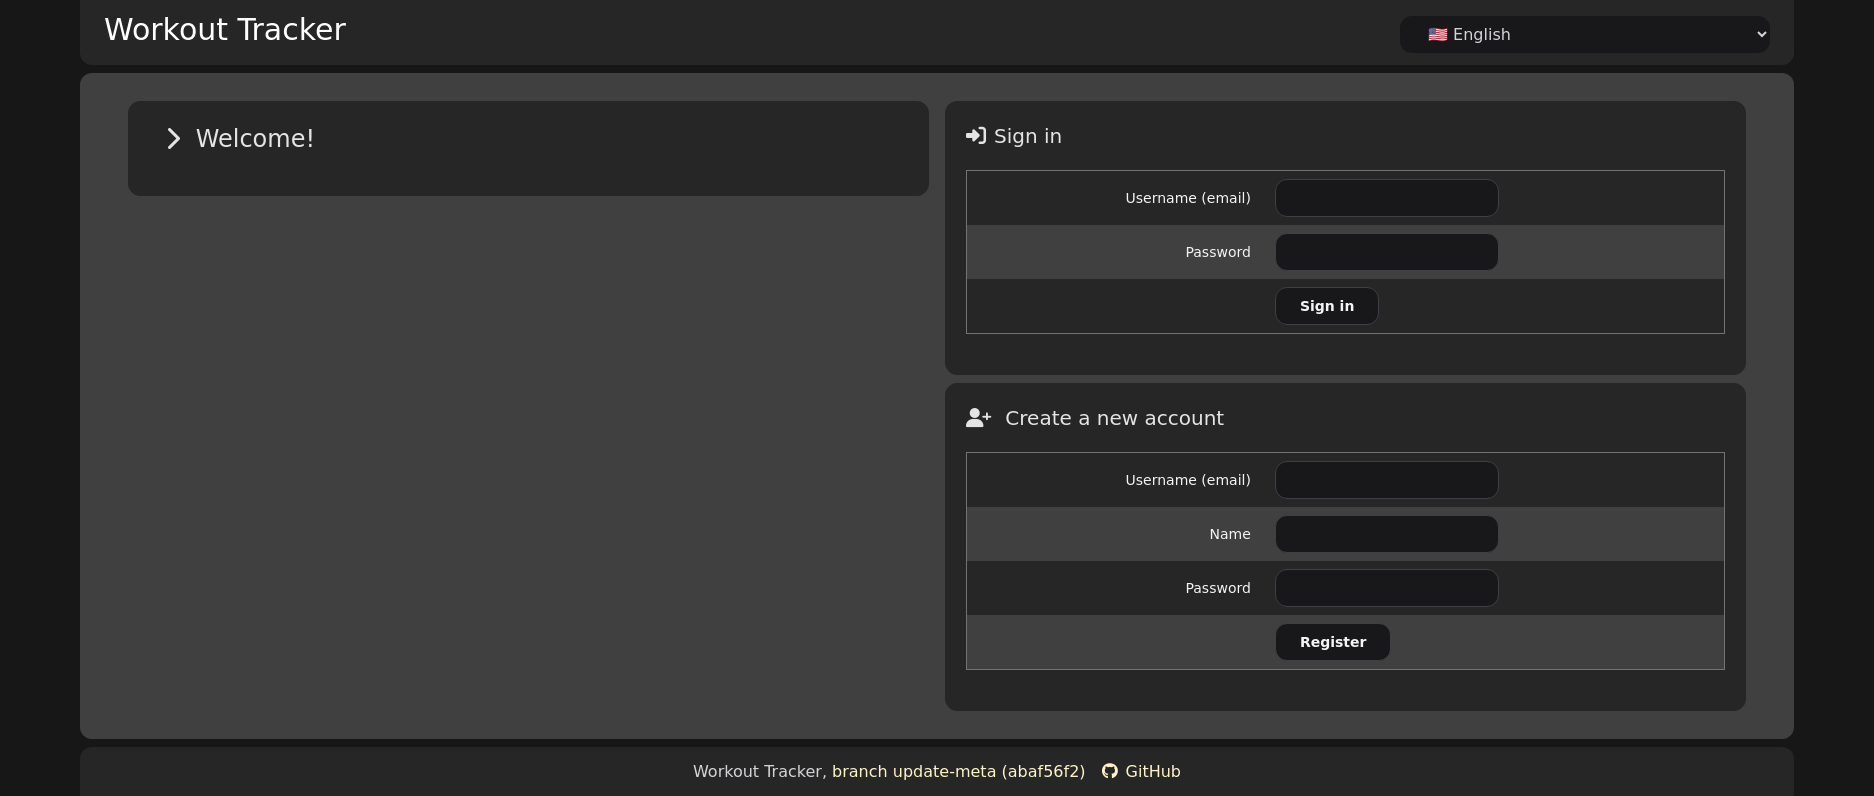 Workout Tracker
🇺🇸 English
Welcome!
Sign in
Username (email)
Password
Sign in
Create a new account
Username (email)
Name
Password
Register
Workout Tracker, branch update-meta (abaf56f2) GitHub